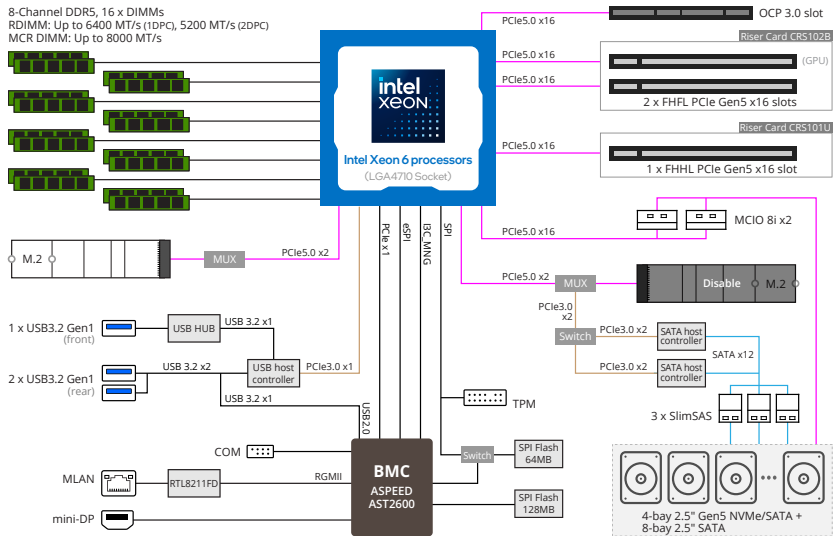 8-Channel DDR5, 16 x DIMMs
RDIMM: Up to 6400 MT/s (1DPC), 5200 MT/s (2DPC)
MCR DIMM: Up to 8000 MT/s
intel
XEON
Intel Xeon 6 processors
(LGA4710 Socket)
PCIe5.0 x16
OCP 3.0 slot
Riser Card CRS102B
PCIe5.0 x16
(GPU)
PCIe5.0 x16
2 x FHFL PCIe Gen5 x16 slots
Riser Card CRS101U
PCIe5.0 x16
1 x FHHL PCIe Gen5 x16 slot
PCIe5.0 x16
MCIO 8i x2
M.2
MUX
PCIe5.0 x2
PCIe x1
eSPI
I3C_MNG
SPI
PCIe5.0 x2
MUX
Disable
M.2
PCIe3.0
x2
Switch
PCIe3.0 x2
SATA host
controller
SATA x12
PCIe3.0 x2
SATA host
controller
1 x USB3.2 Gen1
(front)
USB HUB
USB 3.2 x1
2 x USB3.2 Gen1
(rear)
USB 3.2 x2
USB host
controller
PCIe3.0 x1
USB 3.2 x1
USB2.0
TPM
3 x SlimSAS
COM
BMC
ASPEED
AST2600
Switch
SPI Flash
64MB
MLAN
RTL8211FD
RGMII
SPI Flash
128MB
mini-DP
4-bay 2.5" Gen5 NVMe/SATA +
8-bay 2.5" SATA